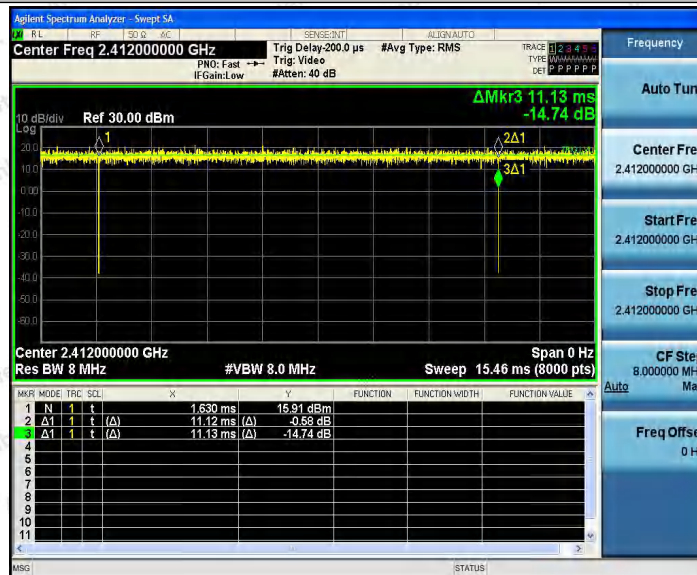 Agilent Spectrum Analyzer - Swept SA
RL RF 50 Ω AC SENSE:INT ALIGNAUTO
Center Freq 2.412000000 GHz
PNO: Fast
IFGain:Low
Trig Delay-200.0 µs
Trig: Video
#Atten: 40 dB
#Avg Type: RMS
TRACE 1 2 3 4 5 6
TYPE
DET P P P P P P
ΔMkr3 11.13 ms
-14.74 dB
10 dB/div Ref 30.00 dBm
Log
1
2Δ1
3Δ1
20.0
10.0
0.00
-10.0
-20.0
-30.0
-40.0
-50.0
-60.0
Center 2.412000000 GHz Span 0 Hz
Res BW 8 MHz #VBW 8.0 MHz Sweep 15.46 ms (8000 pts)
MKR MODE TRC SCL X Y FUNCTION FUNCTION WIDTH FUNCTION VALUE
1 N 1 t 1.630 ms 15.91 dBm
2 Δ1 1 t (Δ) 11.12 ms (Δ) -0.58 dB
3 Δ1 1 t (Δ) 11.13 ms (Δ) -14.74 dB
4
5
6
7
8
9
10
11
MSG STATUS
Frequency
Auto Tun
Center Fre
2.412000000 GH
Start Fre
2.412000000 GH
Stop Fre
2.412000000 GH
CF Ste
8.000000 MH
Auto Ma
Freq Offse
0 H